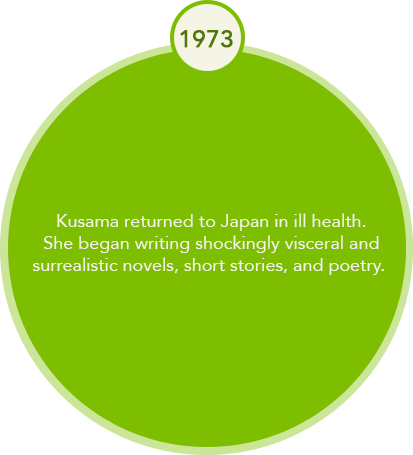 1973
Kusama returned to Japan in ill health.
She began writing shockingly visceral and
surrealistic novels, short stories, and poetry.